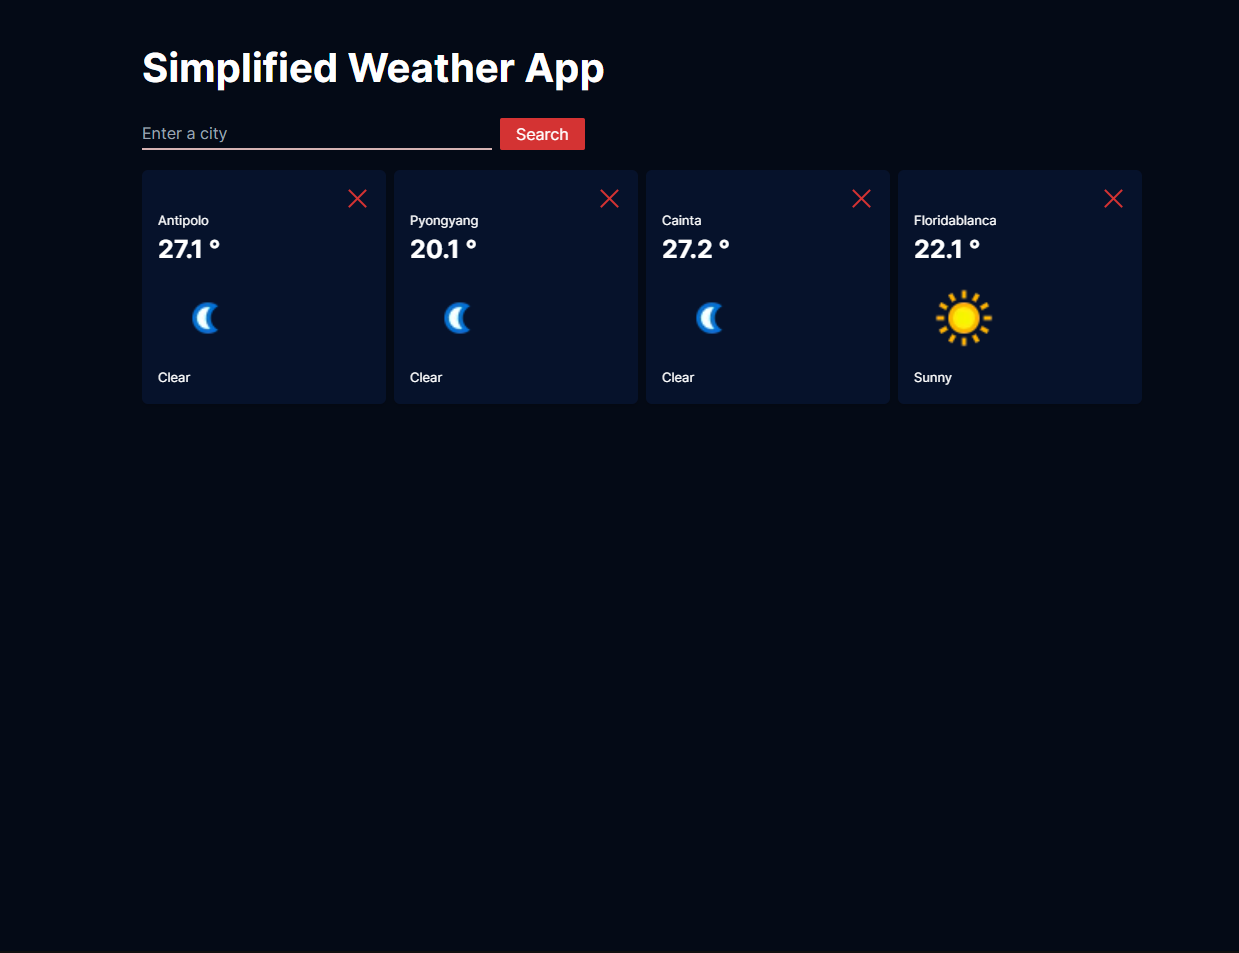 Simplified Weather App
Enter a city
Search
Antipolo
27.1 °
Clear
Pyongyang
20.1 °
Clear
Cainta
27.2 °
Clear
Floridablanca
22.1 °
Sunny